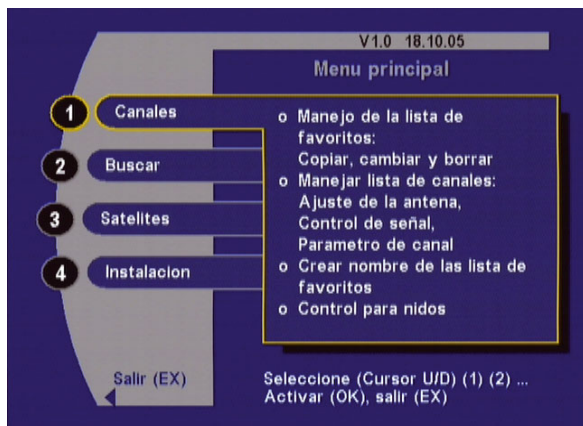 V1.0 18.10.05
Menu principal
1 Canales
2 Buscar
3 Satelites
4 Instalacion
o Manejo de la lista de
favoritos:
Copiar, cambiar y borrar
o Manejar lista de canales:
Ajuste de la antena,
Control de señal,
Parametro de canal
o Crear nombre de las lista de
favoritos
o Control para nidos
Salir (EX)
Seleccione (Cursor U/D) (1) (2) ...
Activar (OK), salir (EX)